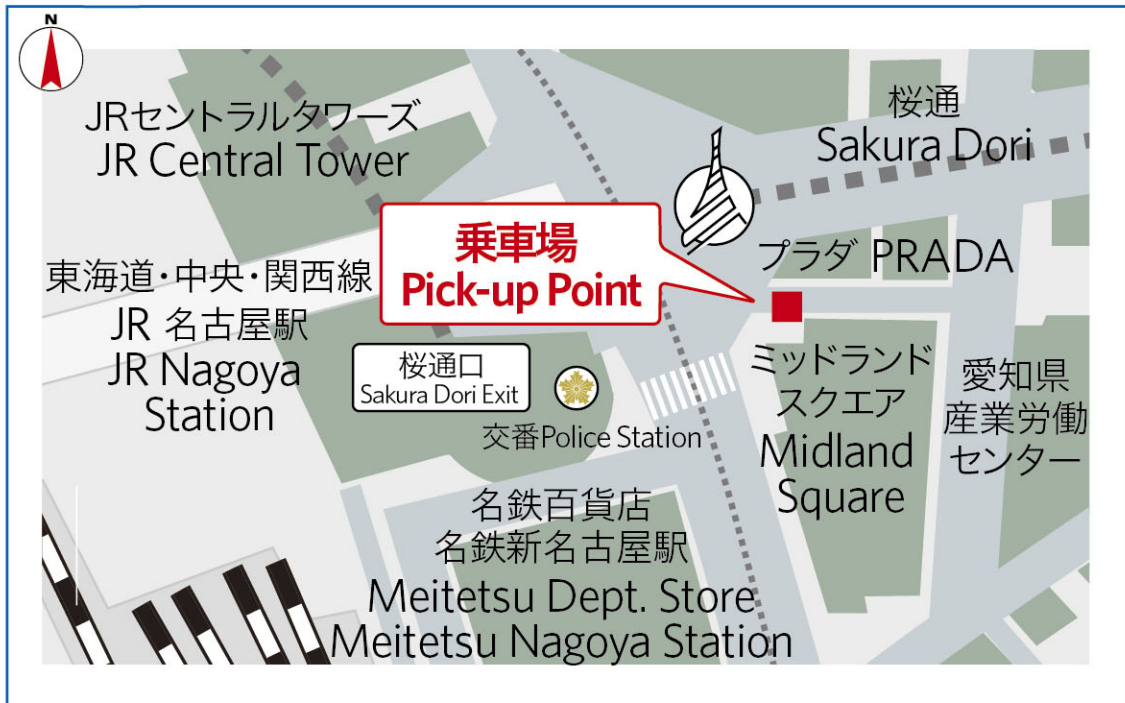 N
JRセントラルタワーズ
JR Central Tower
桜通
Sakura Dori
乗車場
Pick-up Point
プラダ PRADA
東海道・中央・関西線
JR 名古屋駅
JR Nagoya
Station
桜通口
Sakura Dori Exit
交番Police Station
ミッドランド
スクエア
Midland
Square
愛知県
産業労働
センター
名鉄百貨店
名鉄新名古屋駅
Meitetsu Dept. Store
Meitetsu Nagoya Station